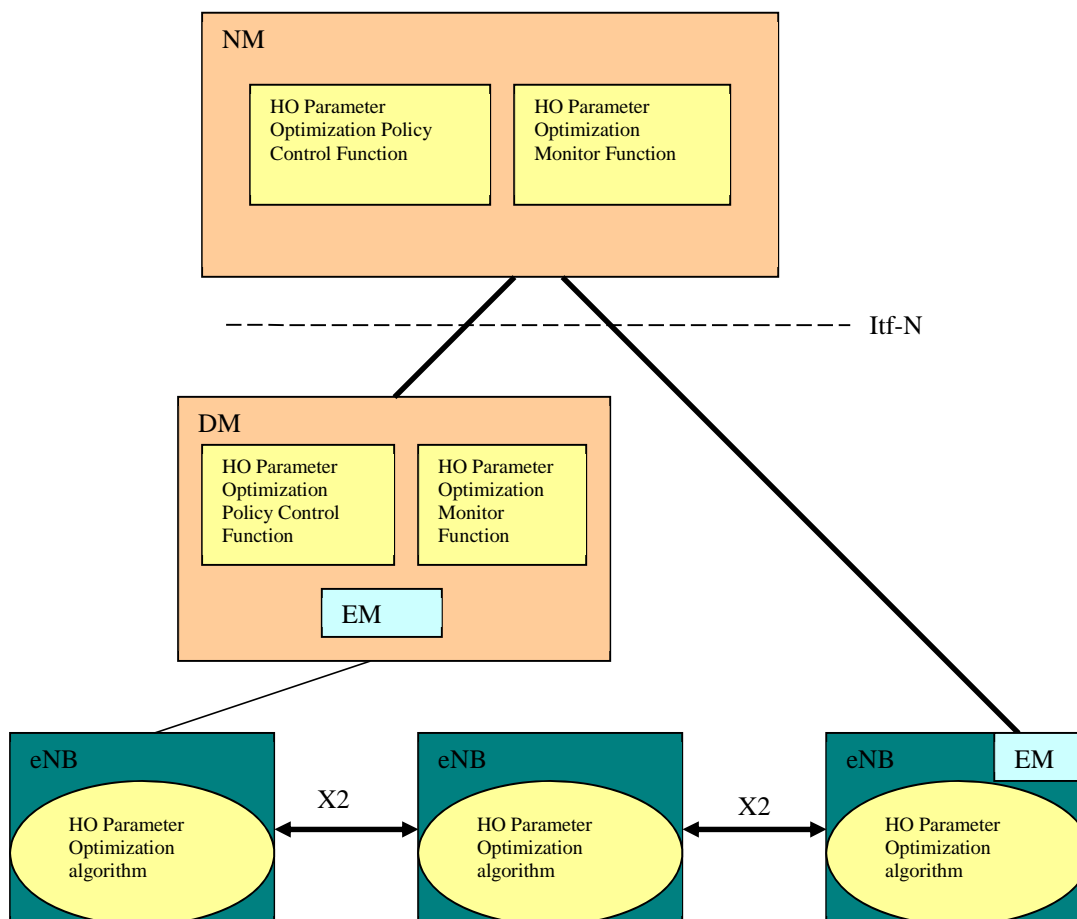 NM
HO Parameter
Optimization Policy
Control Function
HO Parameter
Optimization
Monitor Function
Itf-N
DM
HO Parameter
Optimization
Policy Control
Function
HO Parameter
Optimization
Monitor
Function
EM
eNB
HO Parameter
Optimization
algorithm
X2
eNB
HO Parameter
Optimization
algorithm
X2
eNB
EM
HO Parameter
Optimization
algorithm